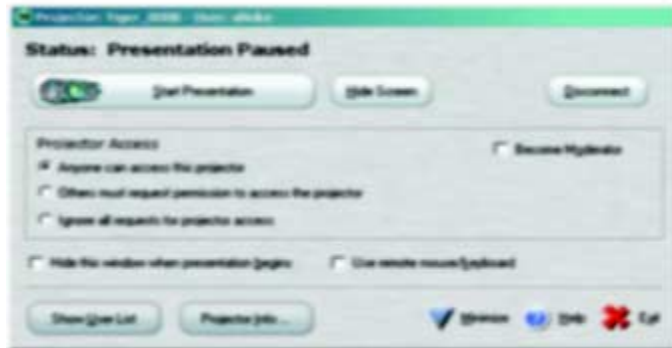 Status: Presentation Paused
Start Presentation Hide Screen Disconnect
Projector Access Become Moderator
Anyone can access this projector
Others must request permission to access the projector
Ignore all requests for projector access
Hide this window when presentation begins Use remote mouse/keyboard
Show User List Projector Info... Minimize Help Exit